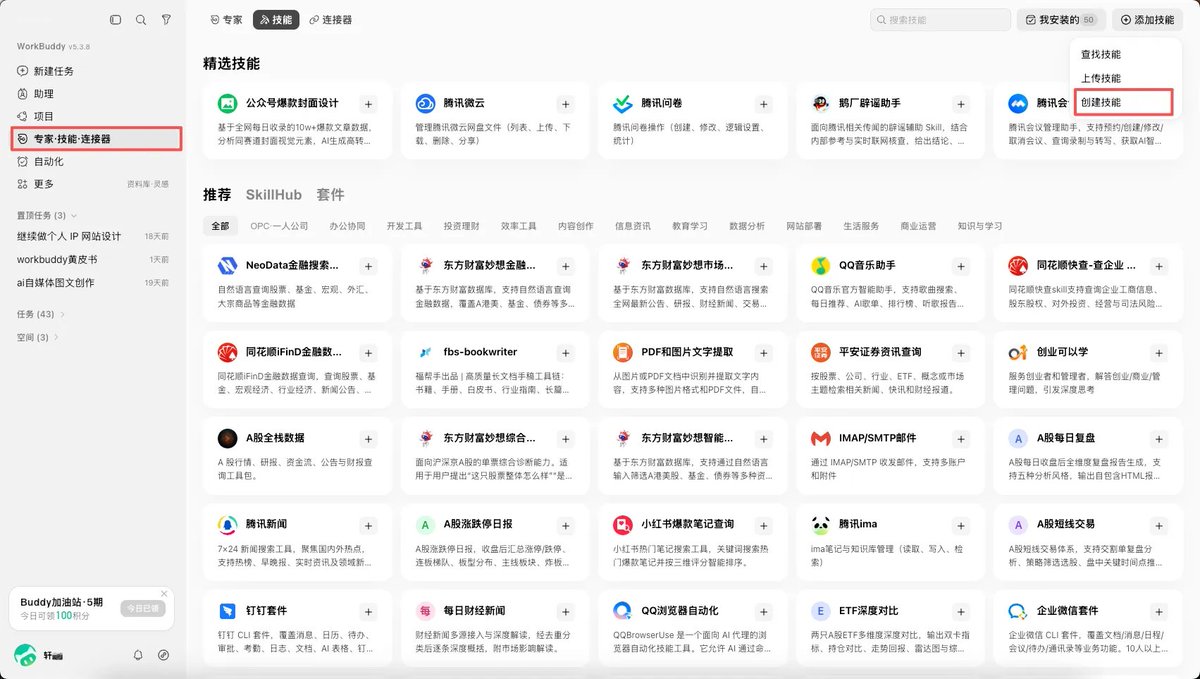 专家
技能
连接器
搜索技能
我安装的 50
添加技能
WorkBuddy v5.3.8
新建任务
助理
项目
专家·技能·连接器
自动化
更多
资料库·灵感
置顶任务 (3)
继续做个人 IP 网站设计
18天前
workbuddy黄皮书
1天前
ai自媒体图文创作
19天前
任务 (43)
空间 (3)
Buddy加油站·5期
今日可领100积分
今日已领
轩
查找技能
上传技能
创建技能
精选技能
公众号爆款封面设计
基于全网每日收录的10w+爆款文章数据，
分析同赛道封面视觉元素，AI生成高转...
腾讯微云
管理腾讯微云网盘文件（列表、上传、下
载、删除、分享）
腾讯问卷
腾讯问卷操作（创建、修改、逻辑设置、
统计）
鹅厂辟谣助手
面向腾讯相关传闻的辟谣辅助 Skill，结合
内部参考与实时联网核查，给出结论、...
腾讯会
腾讯会议管理助手，支持预约/创建/修改/
取消会议、查询录制与转写、获取AI智...
推荐
SkillHub
套件
全部
OPC·一人公司
办公协同
开发工具
投资理财
效率工具
内容创作
信息资讯
教育学习
数据分析
网站部署
生活服务
商业运营
知识与学习
NeoData金融搜索...
自然语言查询股票、基金、宏观、外汇、
大宗商品等金融数据
东方财富妙想金融...
基于东方财富数据库，支持自然语言查询
金融数据，覆盖A港美、基金、债券等多...
东方财富妙想市场...
基于东方财富数据库，支持自然语言搜索
全网最新公告、研报、财经新闻、交易...
QQ音乐助手
QQ音乐官方智能助手，支持歌曲搜索、
每日推荐、AI歌单、排行榜、听歌报告...
同花顺快查-查企业 ...
同花顺快查skill支持查询企业工商信息、
股东股权、对外投资、经营与司法风险...
同花顺iFinD金融数...
同花顺iFinD金融数据查询，查询股票、基
金、宏观经济、行业经济、新闻公告、...
fbs-bookwriter
福帮手出品 | 高质量长文档手稿工具链：
书籍、手册、白皮书、行业指南、长篇...
PDF和图片文字提取
从图片或PDF文档中识别并提取文字内
容，支持多种图片格式和PDF文件，自...
平安证券资讯查询
按股票、公司、行业、ETF、概念或市场
主题检索相关新闻、快讯和财经报道。
创业可以学
服务创业者和管理者，解答创业/商业/管
理问题，引发深度思考
A股全栈数据
A 股行情、研报、资金流、公告与财报查
询工具包。
东方财富妙想综合...
面向沪深京A股的单票综合诊断能力。适
用于用户提出“这只股票整体怎么样”“是...
东方财富妙想智能...
基于东方财富数据库，支持通过自然语言
输入筛选A港美股、基金、债券等多种资...
IMAP/SMTP邮件
通过 IMAP/SMTP 收发邮件，支持多账户
和附件
A
A股每日复盘
A股每日收盘后全维度复盘报告生成，支
持五种分析风格，输出自包含HTML报...
腾讯新闻
7×24 新闻搜索工具，聚焦国内外热点，
支持热榜、早晚报、实时资讯及领域新...
A
A股涨跌停日报
A股涨跌停日报，收盘后汇总涨停/跌停、
连板梯队、板型分布、主线板块、炸板...
小红书爆款笔记查询
小红书热门笔记搜索工具，关键词搜索热
门爆款笔记并按三维评分智能排序。
腾讯ima
ima笔记与知识库管理（读取、写入、检
索）
A
A股短线交易
A股短线交易体系，支持交割单复盘分
析、策略筛选选股、盘中关键时间点推...
钉钉套件
钉钉 CLI 套件，覆盖消息、日历、待办、
审批、考勤、日志、文档、AI 表格、钉...
每
每日财经新闻
财经新闻多源接入与深度解读，经去重分
类后逐条深度概括，附市场影响解读。
QQ浏览器自动化
QQBrowserUse 是一个面向 AI 代理的浏
览器自动化技能工具。它允许 AI 通过命...
E
ETF深度对比
两只A股ETF多维度深度对比，输出双卡指
标、持仓对比、走势回报、雷达图与综...
企业微信套件
企业微信 CLI 套件，覆盖文档/消息/日程/
会议/待办/通讯录等业务功能。10人以上...